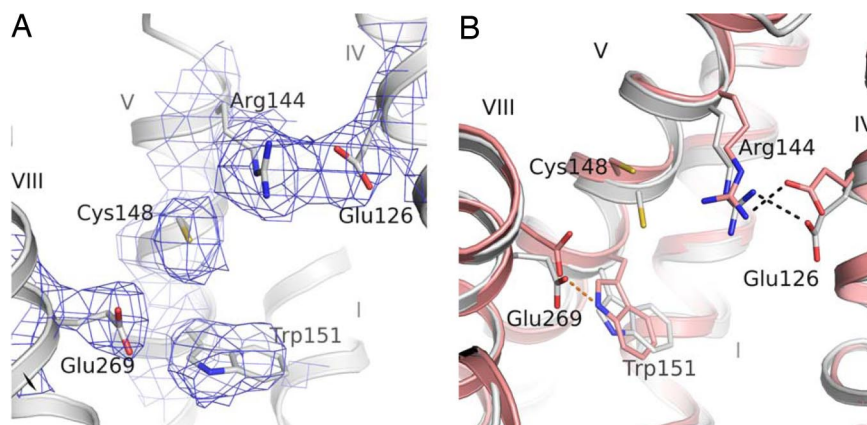 A
IV
V
Arg144
I
VIII
Cys148
Glu126
I
Trp151
Glu269
B
V
VIII
IV
Arg144
Cys148
Glu126
Glu269
I
Trp151